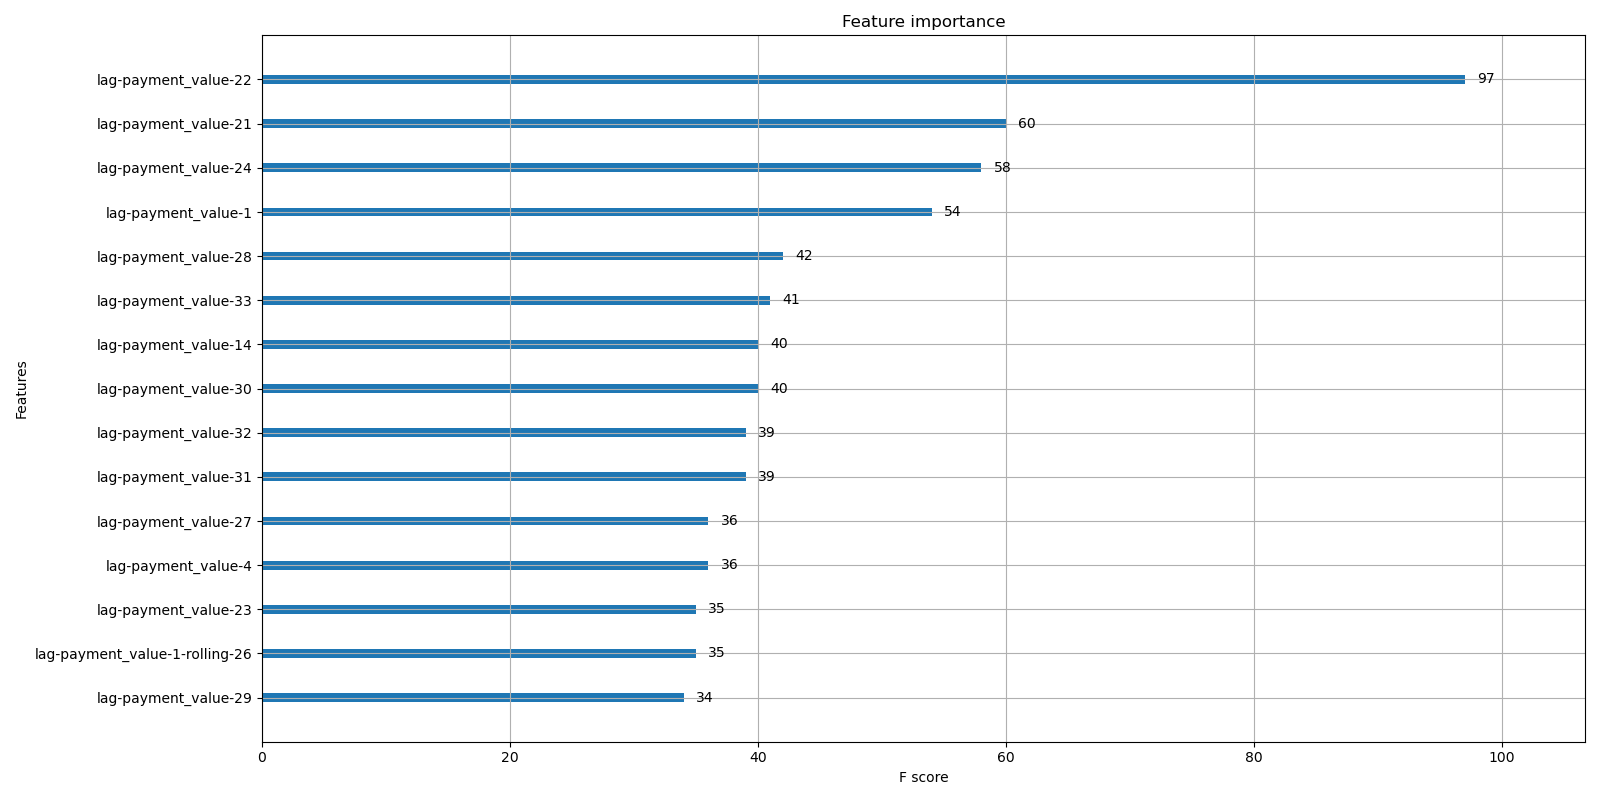 Feature importance
lag-payment_value-22 97
lag-payment_value-21 60
lag-payment_value-24 58
lag-payment_value-1 54
lag-payment_value-28 42
lag-payment_value-33 41
lag-payment_value-14 40
lag-payment_value-30 40
lag-payment_value-32 39
lag-payment_value-31 39
lag-payment_value-27 36
lag-payment_value-4 36
lag-payment_value-23 35
lag-payment_value-1-rolling-26 35
lag-payment_value-29 34
Features
0 20 40 60 80 100
F score